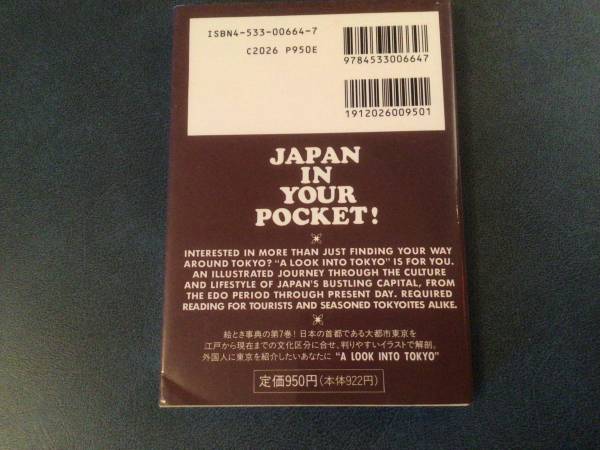 ISBN4-533-00664-7
C2026 P950E
9784533006647
1912026009501
JAPAN
IN
YOUR
POCKET!
INTERESTED IN MORE THAN JUST FINDING YOUR WAY
AROUND TOKYO? "A LOOK INTO TOKYO" IS FOR YOU.
AN ILLUSTRATED JOURNEY THROUGH THE CULTURE
AND LIFESTYLE OF JAPAN'S BUSTLING CAPITAL, FROM
THE EDO PERIOD THROUGH PRESENT DAY. REQUIRED
READING FOR TOURISTS AND SEASONED TOKYOITES ALIKE.
絵とき事典の第7巻!日本の首都である大都市東京を
江戸から現在までの文化区分に合せ、判りやすいイラストで解剖。
外国人に東京を紹介したいあなたに "A LOOK INTO TOKYO"
定価950円(本体922円)